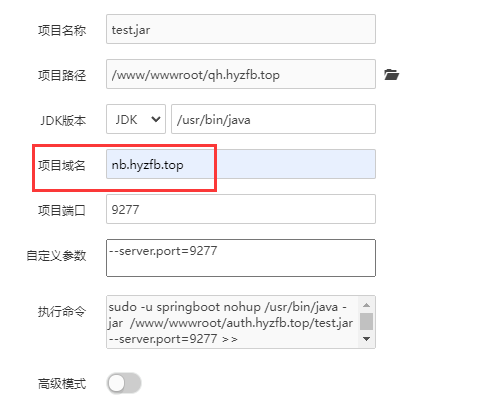 项目名称 test.jar
项目路径 /www/wwwroot/qh.hyzfb.top
JDK版本 JDK /usr/bin/java
项目域名 nb.hyzfb.top
项目端口 9277
自定义参数 --server.port=9277
执行命令 sudo -u springboot nohup /usr/bin/java -
jar /www/wwwroot/auth.hyzfb.top/test.jar
--server.port=9277 >>
高级模式